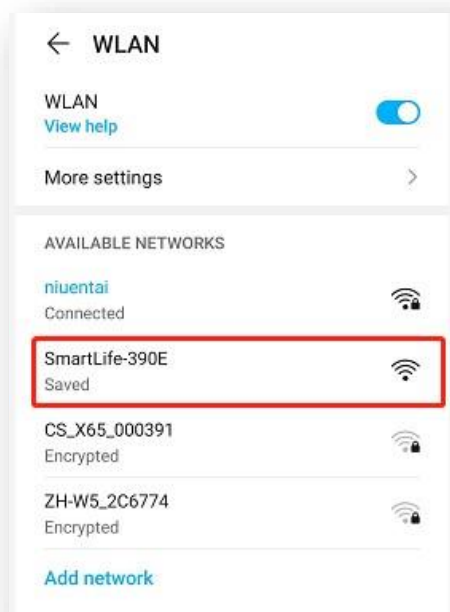 WLAN
WLAN
View help
More settings
AVAILABLE NETWORKS
niuentai
Connected
SmartLife-390E
Saved
CS_X65_000391
Encrypted
ZH-W5_2C6774
Encrypted
Add network